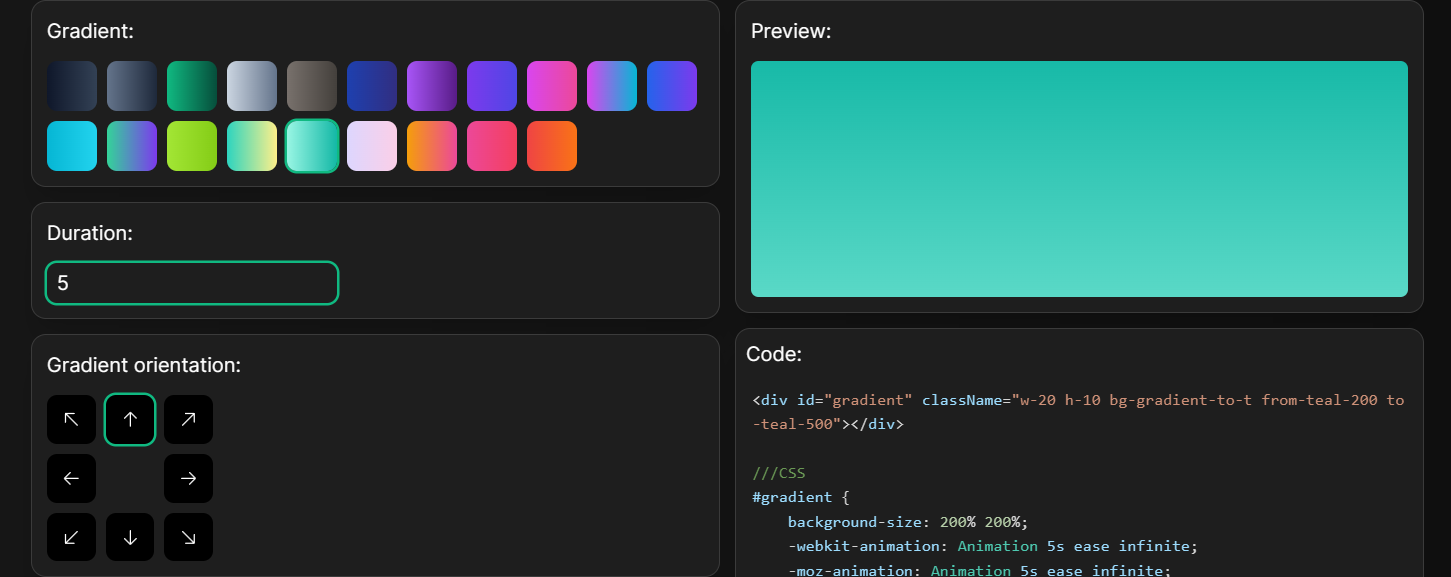 Gradient:
Duration:
5
Gradient orientation:
Preview:
Code:
<div id="gradient" className="w-20 h-10 bg-gradient-to-t from-teal-200 to
-teal-500"></div>
///CSS
#gradient {
background-size: 200% 200%;
-webkit-animation: Animation 5s ease infinite;
-moz-animation: Animation 5s ease infinite;